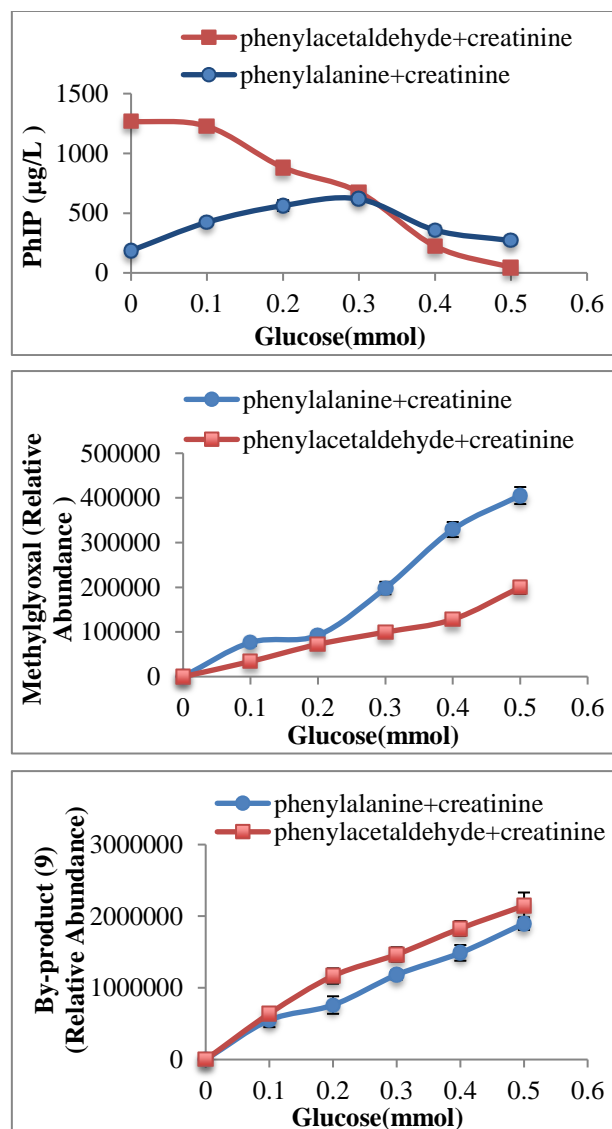 phenylacetaldehyde+creatinine
phenylalanine+creatinine
PhIP (µg/L )
1500
1000
500
0
0 0.1 0.2 0.3 0.4 0.5 0.6
Glucose(mmol)
phenylalanine+creatinine
phenylacetaldehyde+creatinine
Methylglyoxal (Relative
Abundance )
500000
400000
300000
200000
100000
0
0 0.1 0.2 0.3 0.4 0.5 0.6
Glucose(mmol)
phenylalanine+creatinine
phenylacetaldehyde+creatinine
By-product (9)
(Relative Abundance)
3000000
2000000
1000000
0
0 0.1 0.2 0.3 0.4 0.5 0.6
Glucose(mmol)